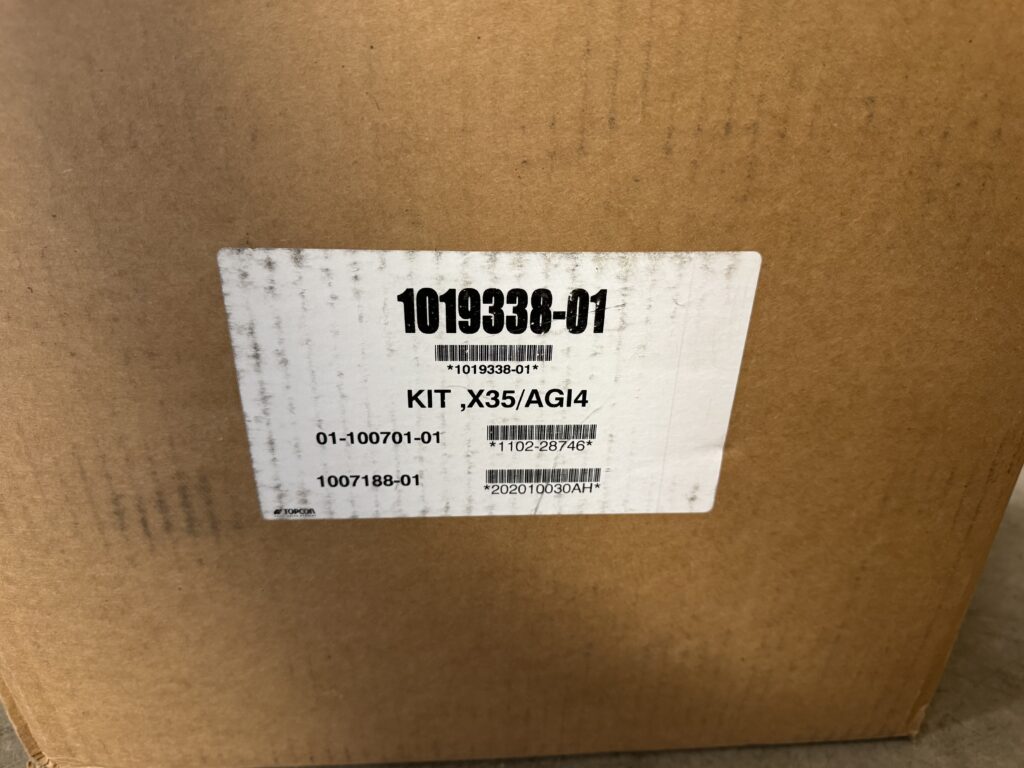 1019338-01
*1019338-01*
KIT ,X35/AGI4
01-100701-01 *1102-28746*
1007188-01 *202010030AH*
TOPCON